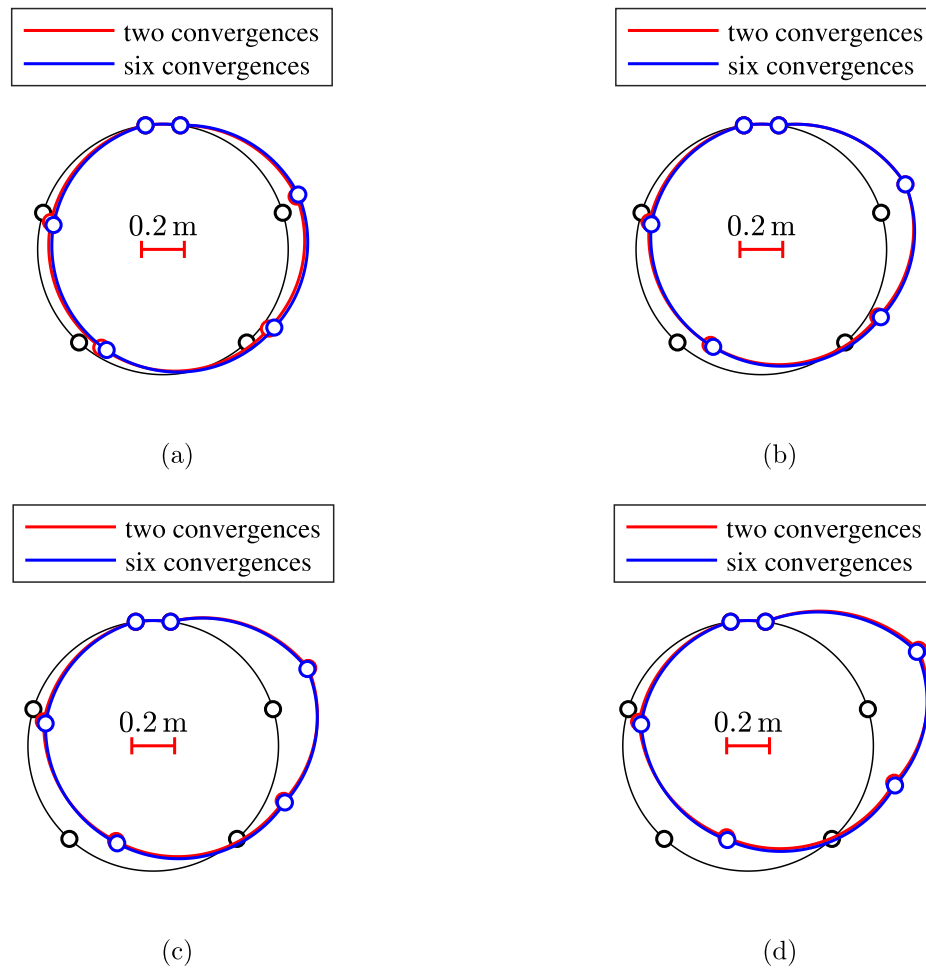 two convergences
six convergences
0.2 m
(a)
two convergences
six convergences
0.2 m
(b)
two convergences
six convergences
0.2 m
(c)
two convergences
six convergences
0.2 m
(d)